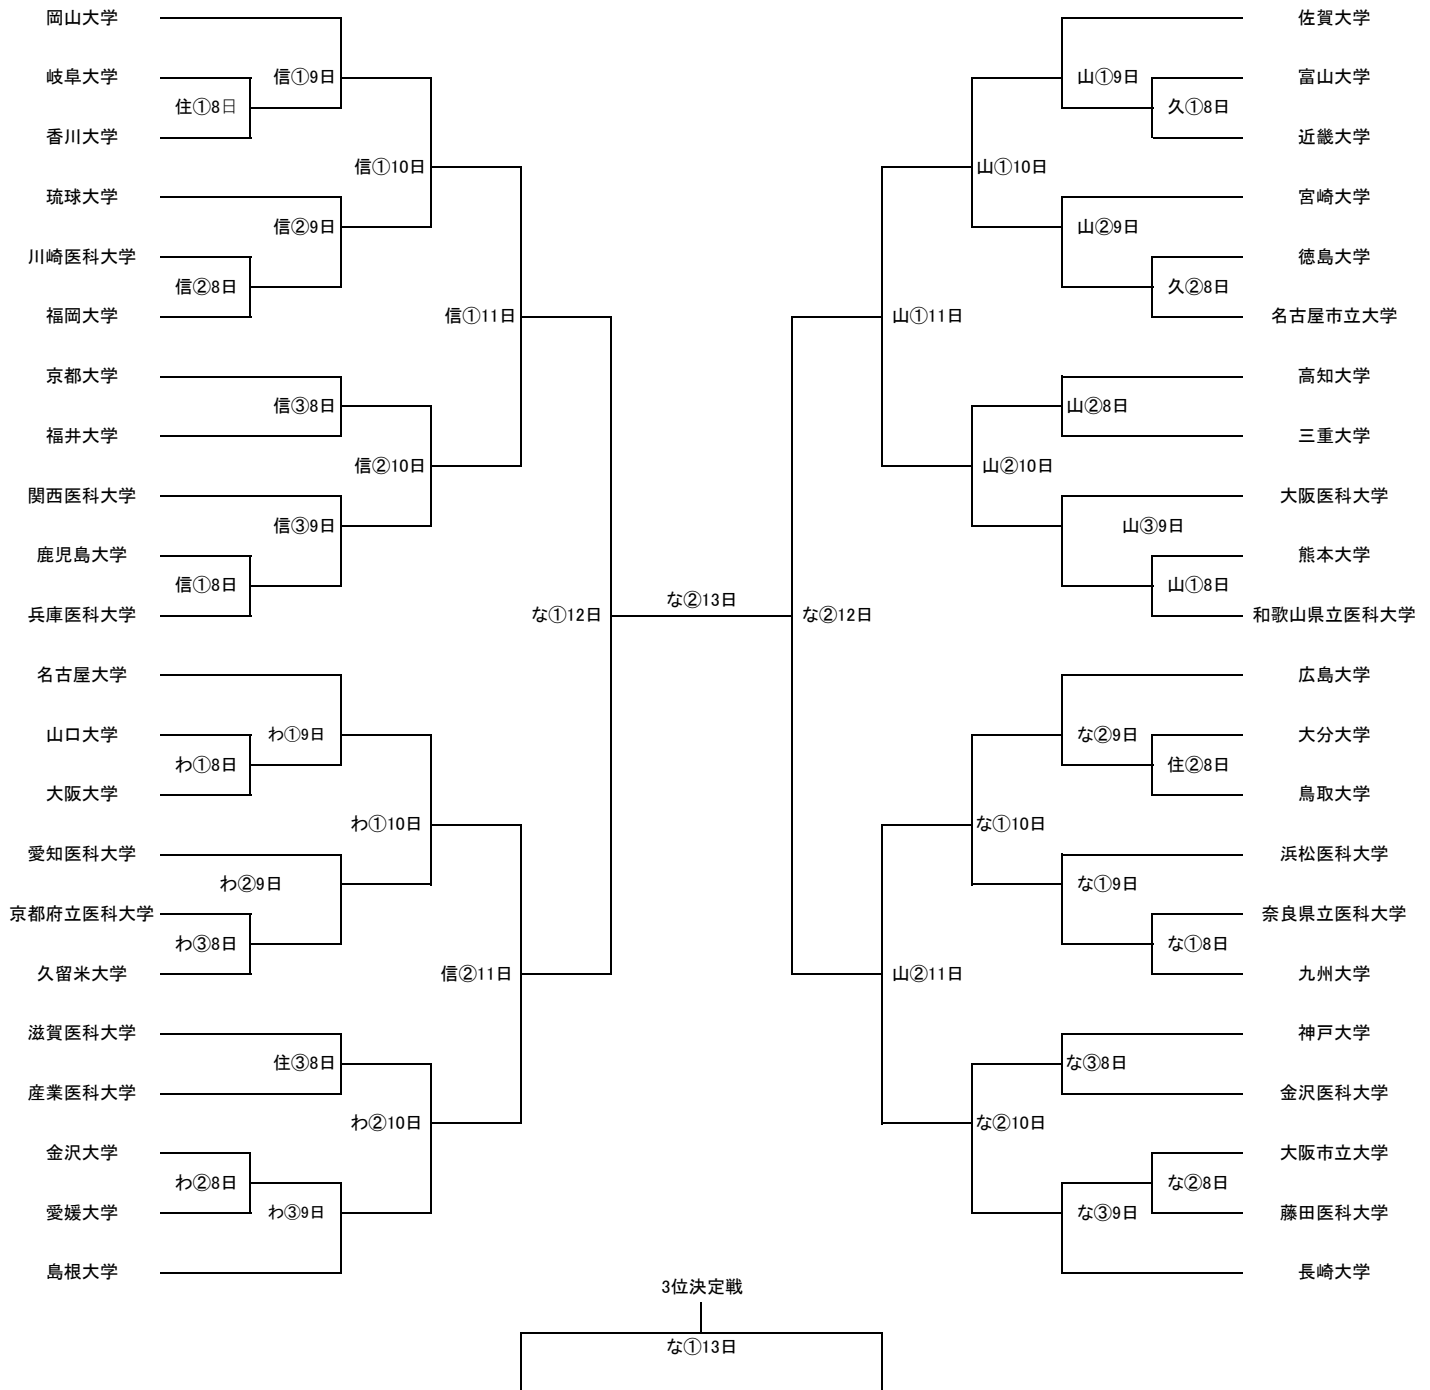 岡山大学
岐阜大学
信①9日
住①8日
香川大学
信①10日
琉球大学
信②9日
川崎医科大学
信②8日
福岡大学
信①11日
京都大学
信③8日
福井大学
信②10日
関西医科大学
信③9日
鹿児島大学
信①8日
兵庫医科大学
な①12日
名古屋大学
山口大学
わ①9日
わ①8日
大阪大学
わ①10日
愛知医科大学
わ②9日
京都府立医科大学
わ③8日
久留米大学
信②11日
滋賀医科大学
住③8日
産業医科大学
わ②10日
金沢大学
わ②8日
愛媛大学
わ③9日
島根大学
な②13日
佐賀大学
山①9日
富山大学
久①8日
近畿大学
山①10日
宮崎大学
山②9日
徳島大学
久②8日
名古屋市立大学
山①11日
高知大学
山②8日
三重大学
山②10日
大阪医科大学
山③9日
熊本大学
山①8日
和歌山県立医科大学
な②12日
広島大学
な②9日
大分大学
住②8日
鳥取大学
な①10日
浜松医科大学
な①9日
奈良県立医科大学
な①8日
九州大学
山②11日
神戸大学
な③8日
金沢医科大学
な②10日
大阪市立大学
な②8日
藤田医科大学
な③9日
長崎大学
3位決定戦
な①13日